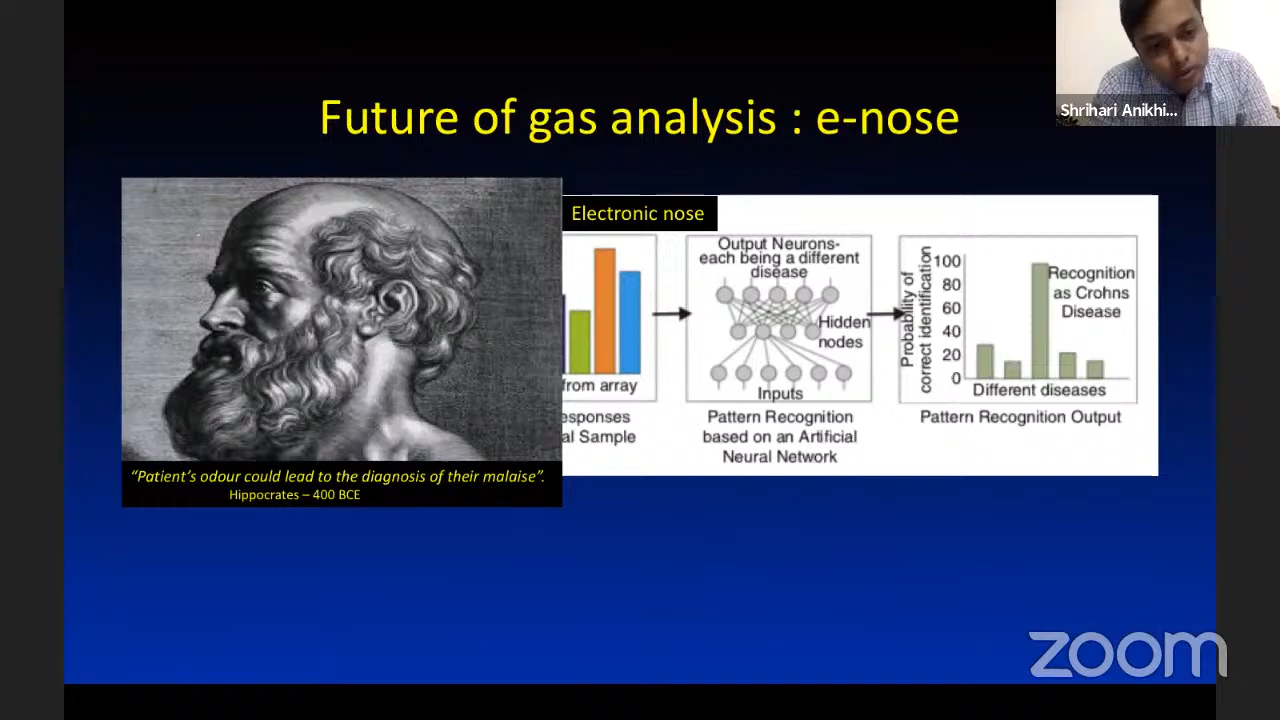 Shrihari Anikhi...
Future of gas analysis : e-nose
Electronic nose
from array
esponses
al Sample
Output Neurons-
each being a different
disease
Hidden
nodes
Inputs
Pattern Recognition
based on an Artificial
Neural Network
Probability of
correct identification
100
80
60
40
20
0
Recognition
as Crohns
Disease
Different diseases
Pattern Recognition Output
“Patient’s odour could lead to the diagnosis of their malaise”.
Hippocrates – 400 BCE
zoom